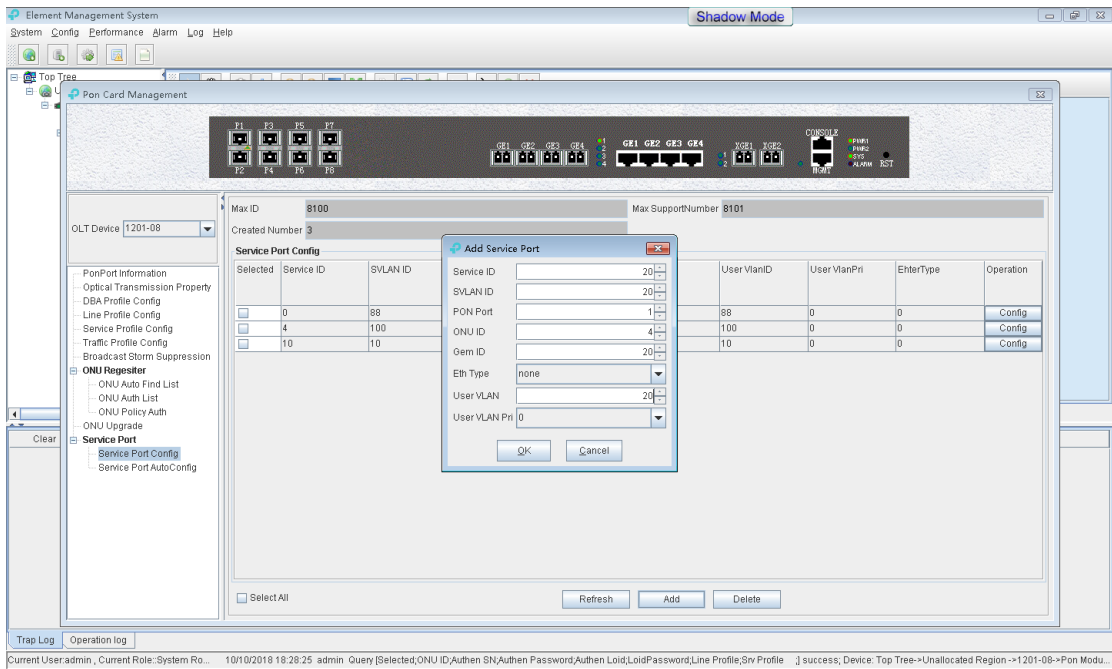 Element Management System
Shadow Mode
System Config Performance Alarm Log Help
Top Tree
Pon Card Management
P1 P3 P5 P7
P2 P4 P6 P8
GE1 GE2 GE3 GE4
1
2
3
4
GE1 GE2 GE3 GE4
1
2
XGE1 XGE2
CONSOLE
MGMT
PWR1
PWR2
SYS
ALARM
RST
OLT Device 1201-08
Max ID 8100
Max SupportNumber 8101
Created Number 3
PonPort Information
Optical Transmission Property
DBA Profile Config
Line Profile Config
Service Profile Config
Traffic Profile Config
Broadcast Storm Suppression
ONU Regesiter
ONU Auto Find List
ONU Auth List
ONU Policy Auth
ONU Upgrade
Service Port
Service Port Config
Service Port AutoConfig
Service Port Config
Selected Service ID SVLAN ID User VlanID User VlanPri EhterType Operation
0 88 88 0 0 Config
4 100 100 0 0 Config
10 10 10 0 0 Config
Add Service Port
Service ID 20
SVLAN ID 20
PON Port 1
ONU ID 4
Gem ID 20
Eth Type none
User VLAN 20
User VLAN Pri 0
OK Cancel
Select All
Refresh Add Delete
Clear
Trap Log Operation log
Current User:admin , Current Role::System Ro... 10/10/2018 18:28:25 admin Query [Selected;ONU ID;Authen SN;Authen Password;Authen Loid;LoidPassword;Line Profile;Srv Profile ;] success; Device: Top Tree->Unallocated Region->1201-08->Pon Modu...